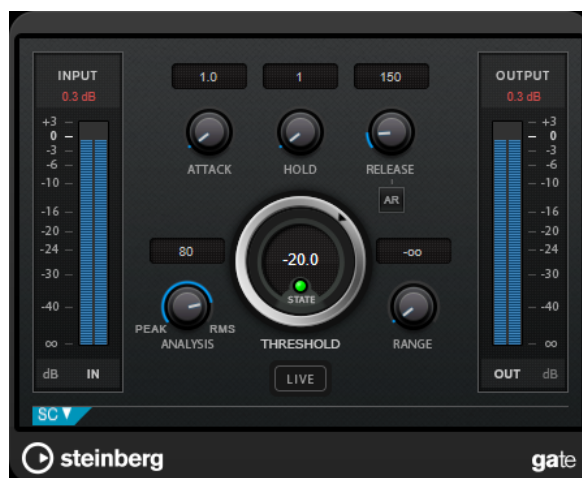 INPUT
0.3 dB
+3
0
-3
-6
-10
-16
-20
-24
-30
-40
∞
dB IN
1.0 1 150
ATTACK HOLD RELEASE
AR
80
-20.0
-∞
STATE
PEAK RMS
ANALYSIS THRESHOLD RANGE
LIVE
OUTPUT
0.3 dB
+3
0
-3
-6
-10
-16
-20
-24
-30
-40
∞
OUT dB
SC
steinberg gate